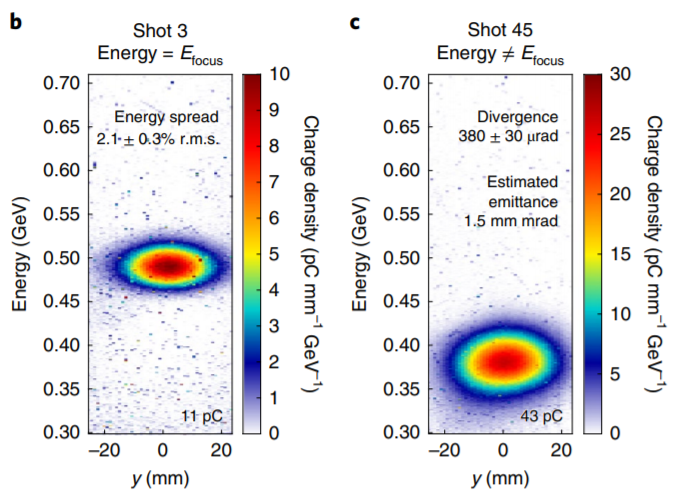 b
Shot 3
Energy = Efocus
Energy (GeV)
0.70
0.65
0.60
0.55
0.50
0.45
0.40
0.35
0.30
Energy spread
2.1 ± 0.3% r.m.s.
11 pC
−20 0 20
y (mm)
10
9
8
7
6
5
4
3
2
1
0
Charge density (pC mm−1 GeV−1)
c
Shot 45
Energy ≠ Efocus
Energy (GeV)
0.70
0.65
0.60
0.55
0.50
0.45
0.40
0.35
0.30
Divergence
380 ± 30 μrad
Estimated
emittance
1.5 mm mrad
43 pC
−20 0 20
y (mm)
30
25
20
15
10
5
0
Charge density (pC mm−1 GeV−1)